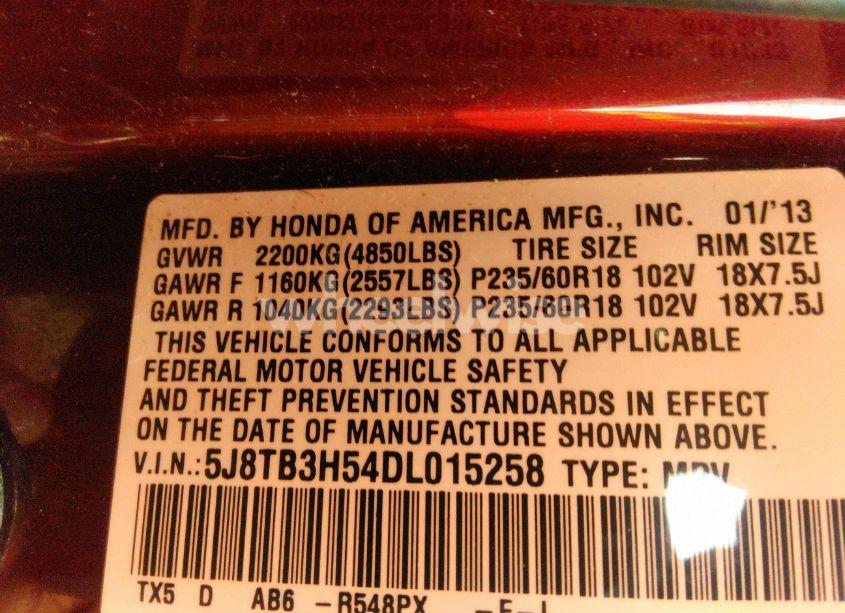 MFD. BY HONDA OF AMERICA MFG., INC. 01/'13
GVWR 2200KG(4850LBS) TIRE SIZE RIM SIZE
GAWR F 1160KG(2557LBS) P235/60R18 102V 18X7.5J
GAWR R 1040KG(2293LBS) P235/60R18 102V 18X7.5J
THIS VEHICLE CONFORMS TO ALL APPLICABLE
FEDERAL MOTOR VEHICLE SAFETY
AND THEFT PREVENTION STANDARDS IN EFFECT
ON THE DATE OF MANUFACTURE SHOWN ABOVE.
V.I.N.:5J8TB3H54DL015258 TYPE: MPV
TX5 D AB6 -R548PX